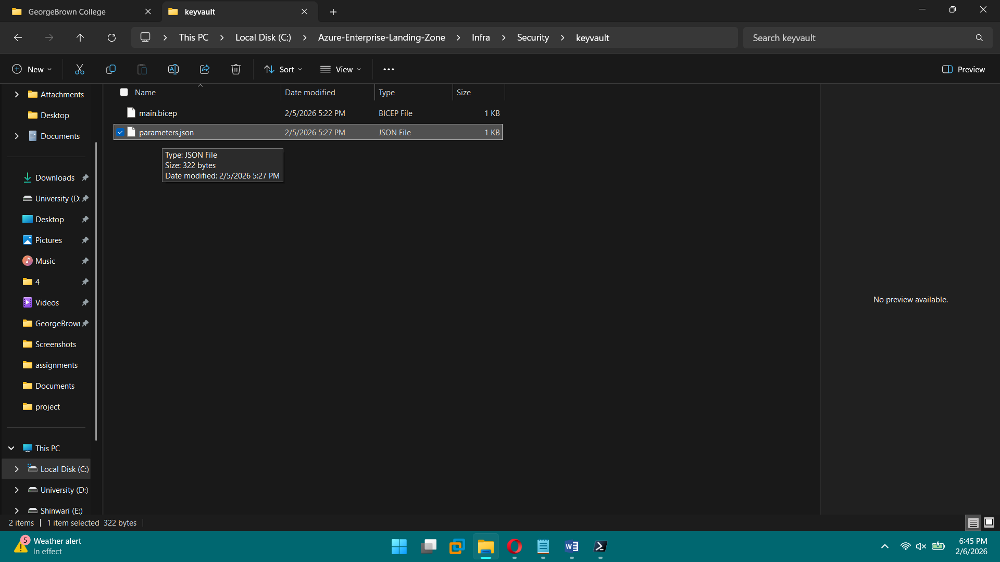 GeorgeBrown College
keyvault
This PC
Local Disk (C:)
Azure-Enterprise-Landing-Zone
Infra
Security
keyvault
Search keyvault
New
Sort
View
Preview
Attachments
Desktop
Documents
Downloads
University (D:
Desktop
Pictures
Music
4
Videos
GeorgeBrown
Screenshots
assignments
Documents
project
This PC
Local Disk (C:)
University (D:)
Shinwari (E:)
Name Date modified Type Size
main.bicep 2/5/2026 5:22 PM BICEP File 1 KB
parameters.json 2/5/2026 5:27 PM JSON File 1 KB
Type: JSON File
Size: 322 bytes
Date modified: 2/5/2026 5:27 PM
No preview available.
2 items 1 item selected 322 bytes
5
Weather alert
In effect
6:45 PM
2/6/2026